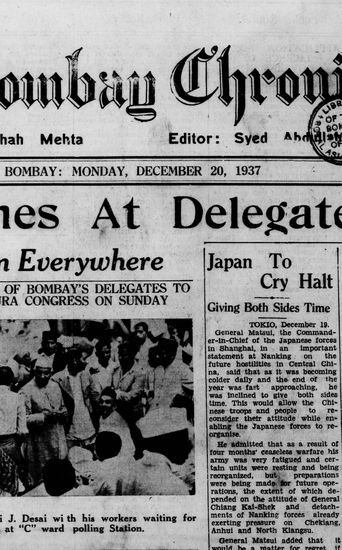 ombay Chroni
hah Mehta Editor: Syed
BOMBAY: MONDAY, DECEMBER 20, 1937
nes At Delegate
n Everywhere
OF BOMBAY'S DELEGATES TO
URA CONGRESS ON SUNDAY
i J. Desai with his workers waiting for
at "C" ward polling Station.
Japan To
Cry Halt
Giving Both Sides Time
TOKIO, December 19.
General Matsui, the Command-
er-in-Chief of the Japanese forces
in Shanghai, in an important
statement at Nanking on the
future hostilities in Central Chi-
na, said that as it was becoming
colder daily and the end of the
year was fast approaching, he
was inclined to give both sides
time. This would allow the Chi-
nese troops and people to re-
consider their attitude while en-
abling the Japanese forces to re-
organise.
He admitted that as a result of
four months' ceaseless warfare his
army was very fatigued and cer-
tain units were resting and being
reorganised, but preparations
were being made for future ope-
rations, the extent of which de-
pended on the attitude of General
Chiang Kai-Shek and detach-
ments of Nanking forces already
exerting pressure on Chekiang,
Anhui and North Kiangsu.
General Matsui added that it
would be a matter for regret if